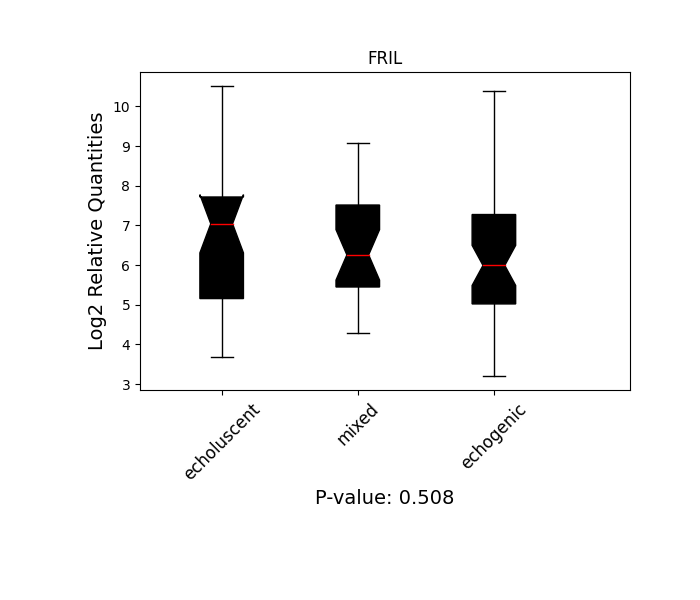 FRIL
Log2 Relative Quantities
10
9
8
7
6
5
4
3
echoluscent
mixed
echogenic
P-value: 0.508